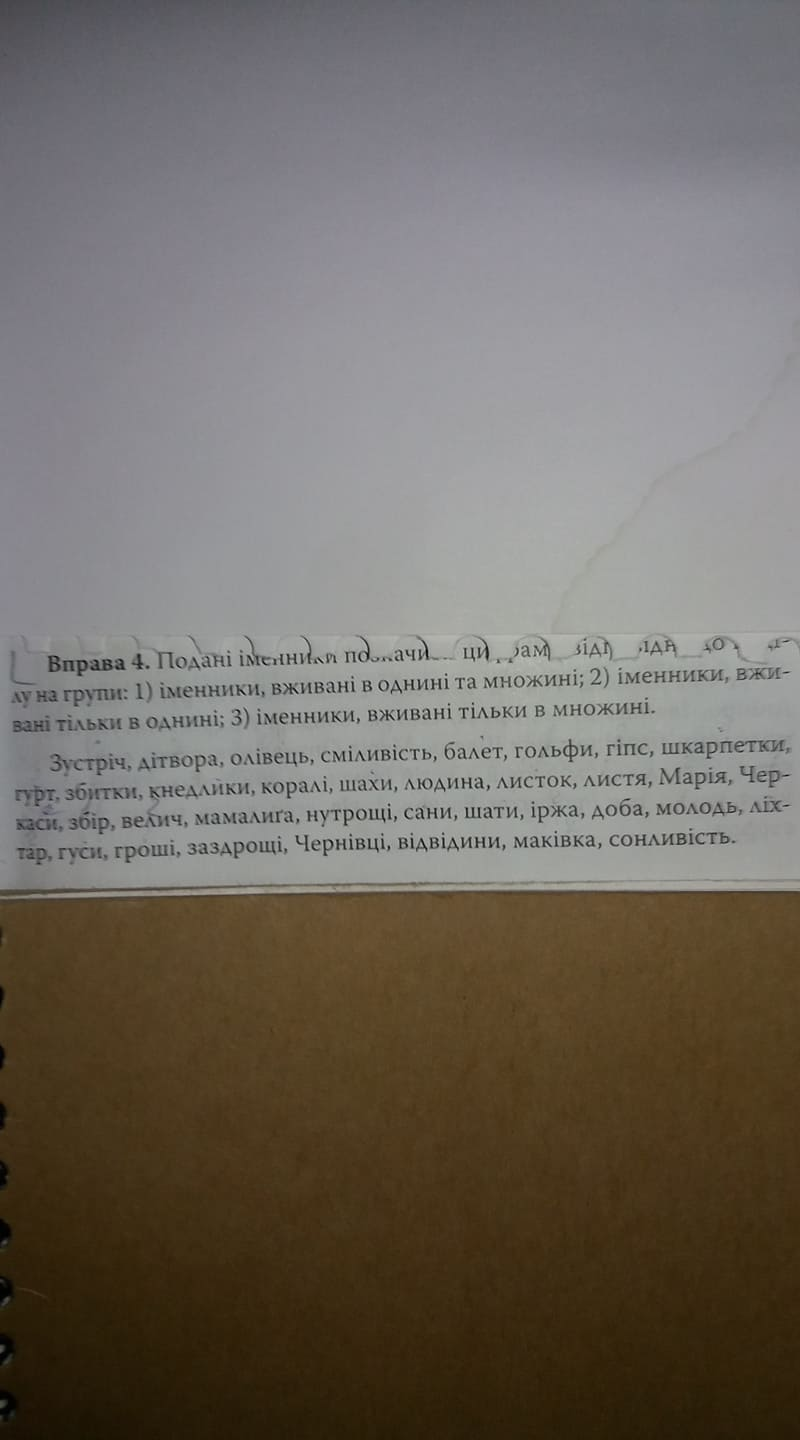 Вправа 4. Подані іменники
лу на групи: 1) іменники, вживані в однині та множині; 2) іменники, вжи-
вані тільки в однині; 3) іменники, вживані тільки в множині.
Зустріч, дітвора, олівець, сміливість, балет, гольфи, гіпс, шкарпетки,
гурт, збитки, кнедлики, коралі, шахи, людина, листок, листя, Марія, Чер-
каси, збір, велич, мамалиґа, нутрощі, сани, шати, іржа, доба, молодь, ліх-
тар, гуси, гроші, заздрощі, Чернівці, відвідини, маківка, сонливість.